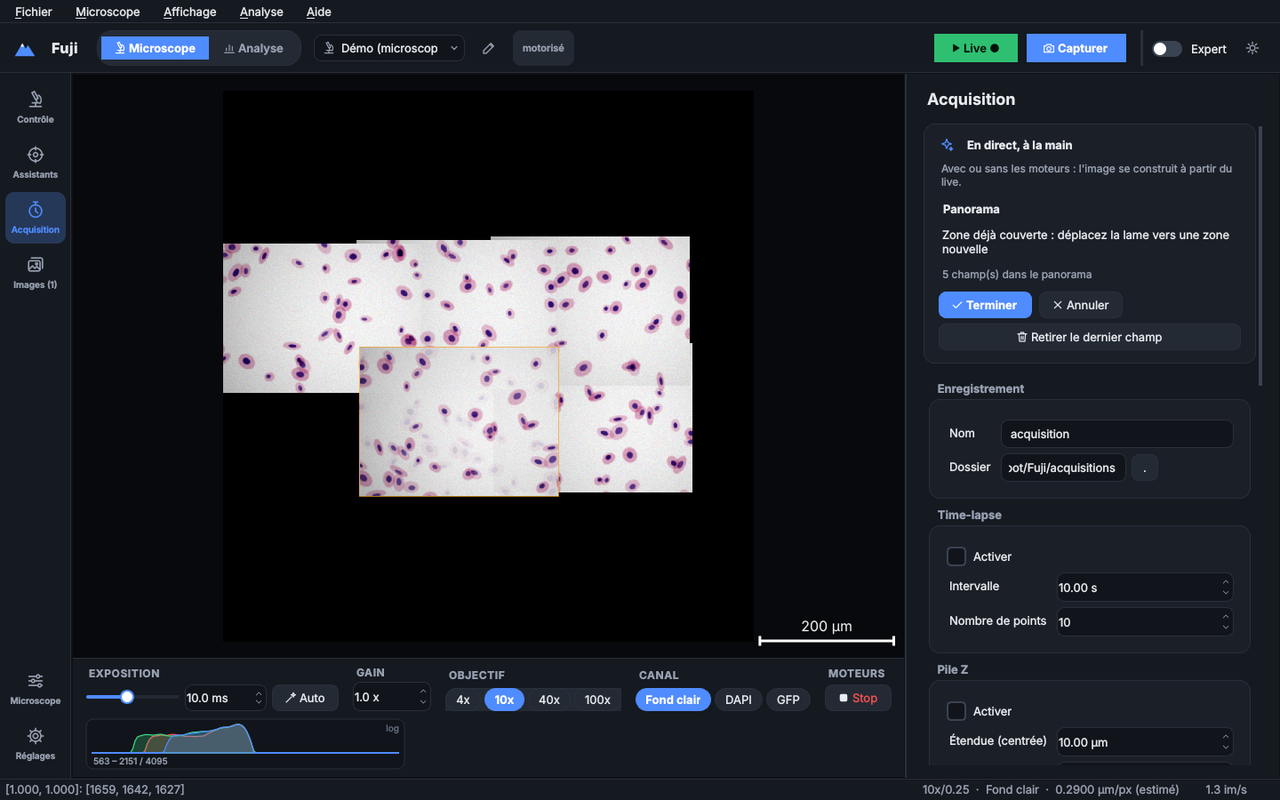 Fichier Microscope Affichage Analyse Aide
Fuji Microscope Analyse Démo (microscop motorisé Live Capturer Expert
Contrôle
Assistants
Acquisition
Images (1)
Microscope
Réglages
200 µm
EXPOSITION
10.0 ms
Auto
GAIN
1.0 x
OBJECTIF
4x 10x 40x 100x
CANAL
Fond clair DAPI GFP
MOTEURS
Stop
log
563 – 2151 / 4095
Acquisition
En direct, à la main
Avec ou sans les moteurs : l'image se construit à partir du
live.
Panorama
Zone déjà couverte : déplacez la lame vers une zone
nouvelle
5 champ(s) dans le panorama
Terminer Annuler
Retirer le dernier champ
Enregistrement
Nom acquisition
Dossier ot/Fuji/acquisitions .
Time-lapse
Activer
Intervalle 10.00 s
Nombre de points 10
Pile Z
Activer
Étendue (centrée) 10.00 µm
[1.000, 1.000]: [1659, 1642, 1627] 10x/0.25 · Fond clair · 0.2900 µm/px (estimé) 1.3 im/s